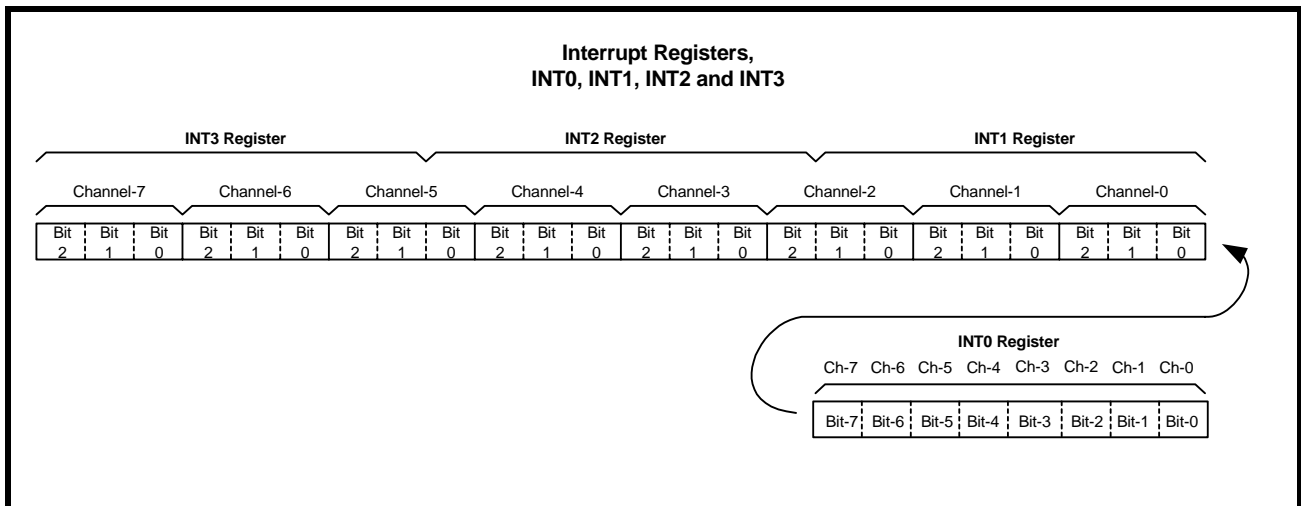 Interrupt Registers,
INT0, INT1, INT2 and INT3
INT3 Register INT2 Register INT1 Register
Channel-7 Channel-6 Channel-5 Channel-4 Channel-3 Channel-2 Channel-1 Channel-0
Bit Bit Bit Bit Bit Bit Bit Bit Bit Bit Bit Bit Bit Bit Bit Bit Bit Bit Bit Bit Bit Bit Bit Bit
2 1 0 2 1 0 2 1 0 2 1 0 2 1 0 2 1 0 2 1 0 2 1 0
INT0 Register
Ch-7 Ch-6 Ch-5 Ch-4 Ch-3 Ch-2 Ch-1 Ch-0
Bit-7 Bit-6 Bit-5 Bit-4 Bit-3 Bit-2 Bit-1 Bit-0